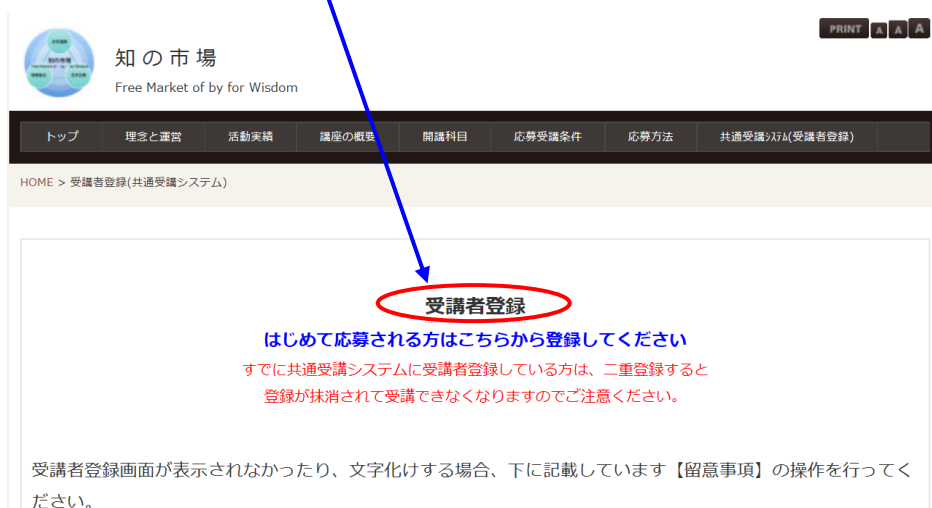 PRINT A A A
知の市場
Free Market of by for Wisdom
トップ 理念と運営 活動実績 講座の概要 開講科目 応募受講条件 応募方法 共通受講ｼｽﾃﾑ(受講者登録)
HOME > 受講者登録(共通受講システム)
受講者登録
はじめて応募される方はこちらから登録してください
すでに共通受講システムに受講者登録している方は、二重登録すると
登録が抹消されて受講できなくなりますのでご注意ください。
受講者登録画面が表示されなかったり、文字化けする場合、下に記載しています【留意事項】の操作を行ってく
ださい。